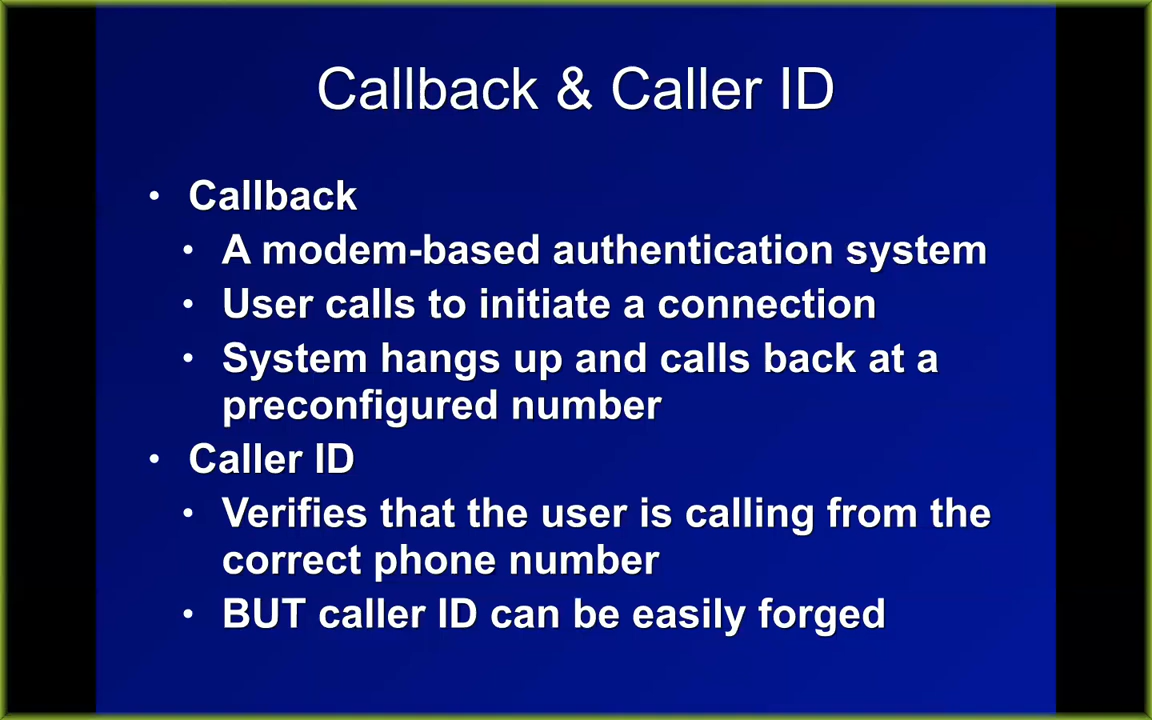 Callback & Caller ID
• Callback
• A modem-based authentication system
• User calls to initiate a connection
• System hangs up and calls back at a
preconfigured number
• Caller ID
• Verifies that the user is calling from the
correct phone number
• BUT caller ID can be easily forged